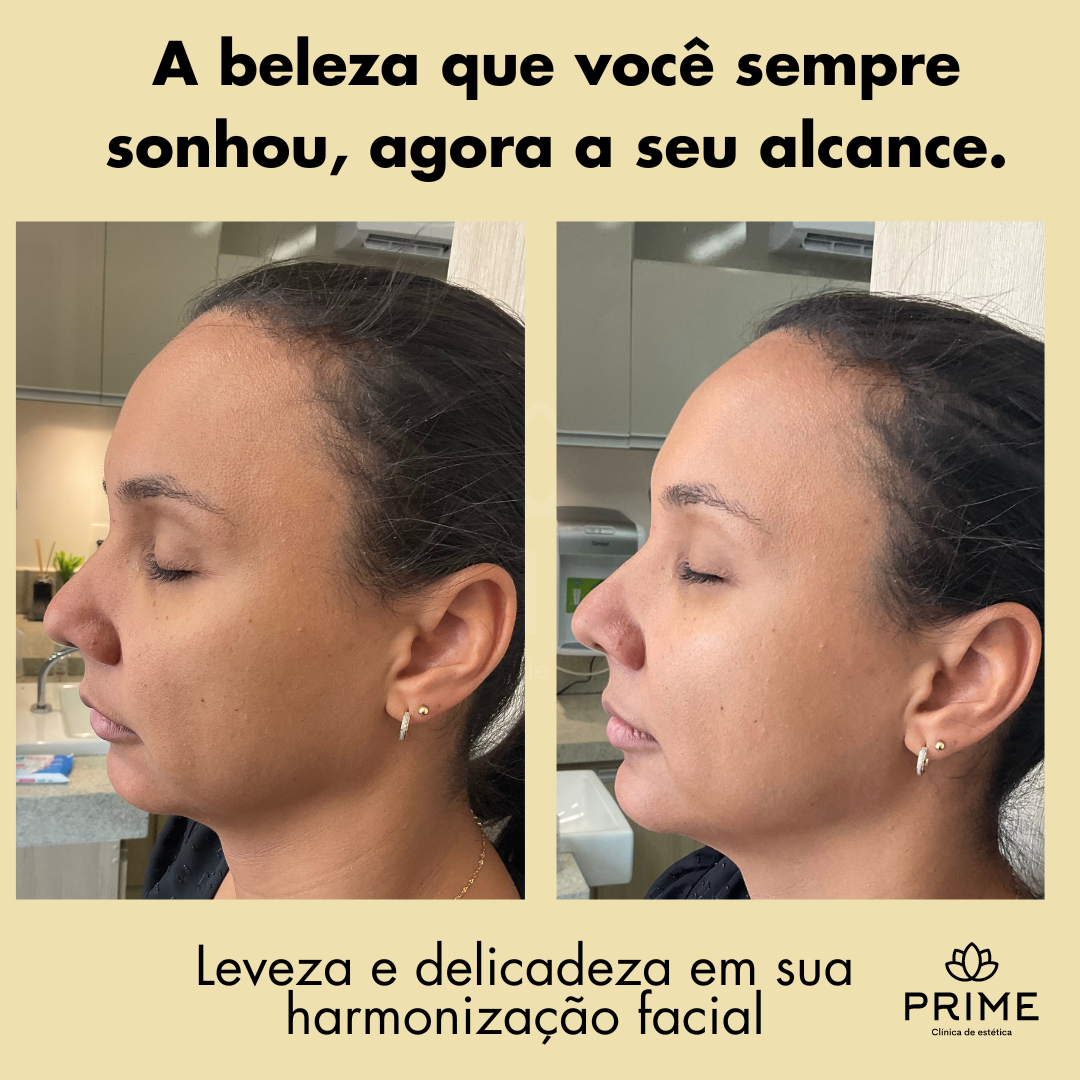 A beleza que você sempre
sonhou, agora a seu alcance.
Leveza e delicadeza em sua
harmonização facial
PRIME
Clínica de estética